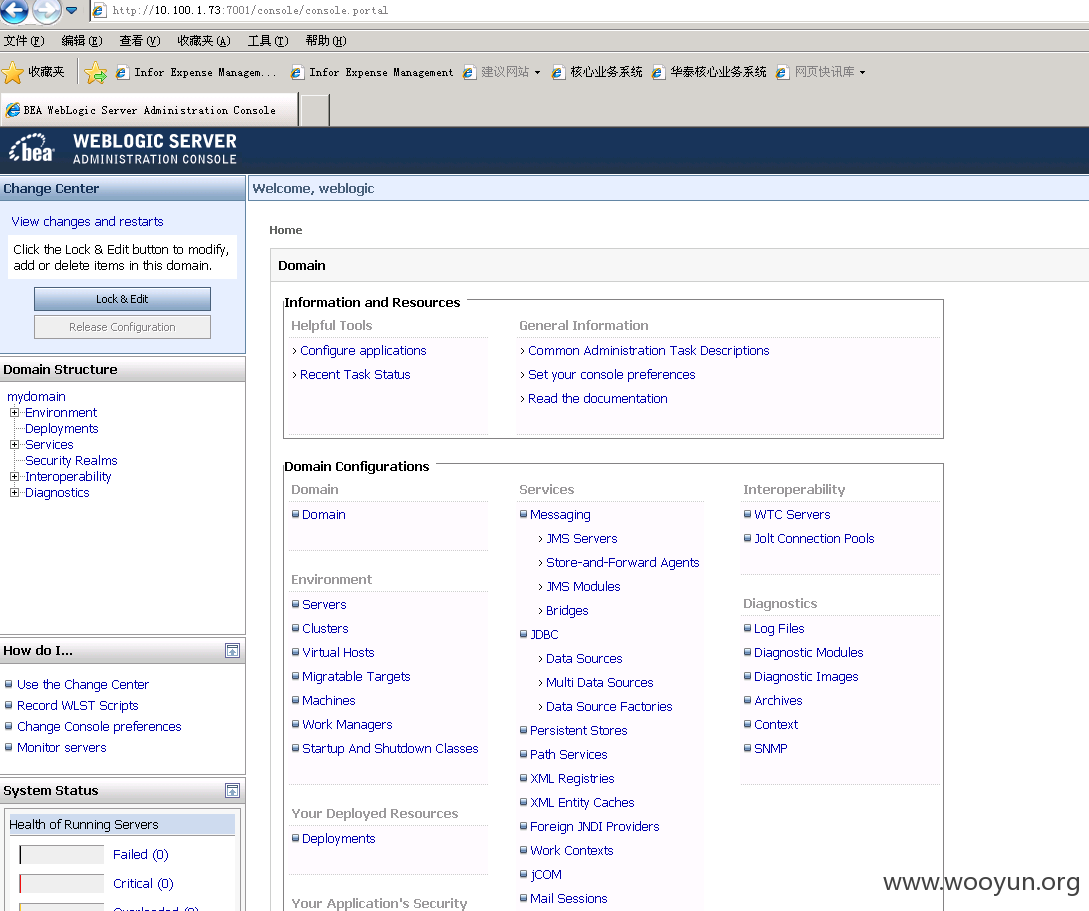 http://10.100.1.73:7001/console/console.portal
文件(F) 编辑(E) 查看(V) 收藏夹(A) 工具(T) 帮助(H)
收藏夹 Infor Expense Managem... Infor Expense Management 建议网站 核心业务系统 华泰核心业务系统 网页快讯库
BEA WebLogic Server Administration Console
bea WEBLOGIC SERVER
ADMINISTRATION CONSOLE
Change Center
View changes and restarts
Click the Lock & Edit button to modify,
add or delete items in this domain.
Lock & Edit
Release Configuration
Domain Structure
mydomain
Environment
Deployments
Services
Security Realms
Interoperability
Diagnostics
How do I...
Use the Change Center
Record WLST Scripts
Change Console preferences
Monitor servers
System Status
Health of Running Servers
Failed (0)
Critical (0)
Overloaded (0)
Welcome, weblogic
Home
Domain
Information and Resources
Helpful Tools
› Configure applications
› Recent Task Status
General Information
› Common Administration Task Descriptions
› Set your console preferences
› Read the documentation
Domain Configurations
Domain
Domain
Environment
Servers
Clusters
Virtual Hosts
Migratable Targets
Machines
Work Managers
Startup And Shutdown Classes
Your Deployed Resources
Deployments
Your Application's Security
Services
Messaging
› JMS Servers
› Store-and-Forward Agents
› JMS Modules
› Bridges
JDBC
› Data Sources
› Multi Data Sources
› Data Source Factories
Persistent Stores
Path Services
XML Registries
XML Entity Caches
Foreign JNDI Providers
Work Contexts
jCOM
Mail Sessions
Interoperability
WTC Servers
Jolt Connection Pools
Diagnostics
Log Files
Diagnostic Modules
Diagnostic Images
Archives
Context
SNMP
www.wooyun.org